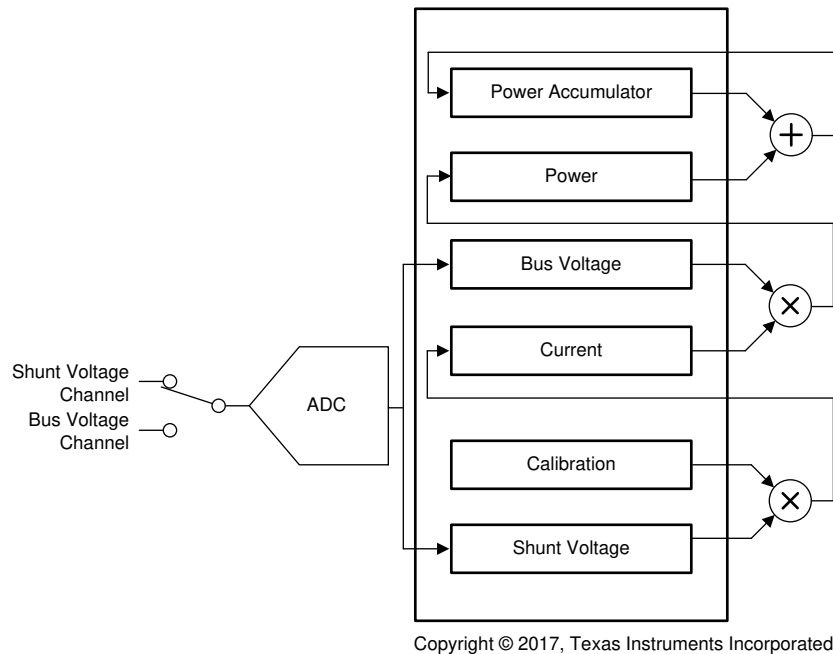 Power Accumulator
Power
Bus Voltage
Current
Shunt Voltage
Channel
Bus Voltage
Channel
ADC
Calibration
Shunt Voltage
Copyright © 2017, Texas Instruments Incorporated